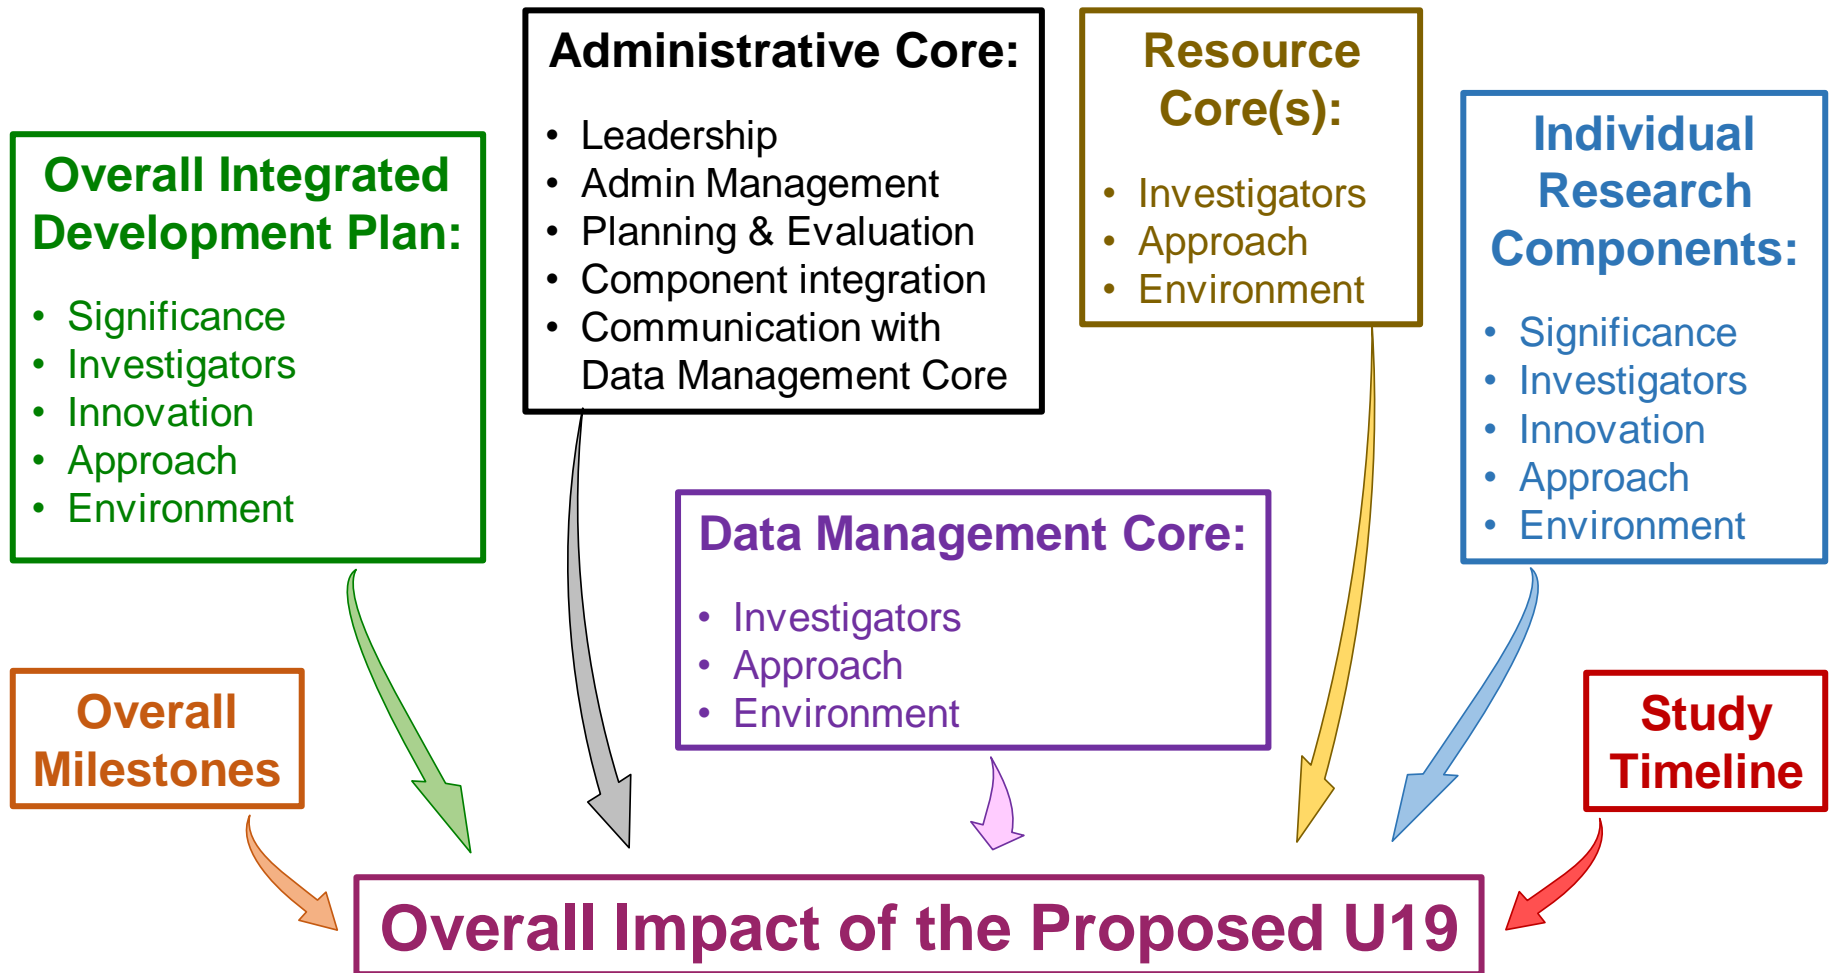 Overall Integrated
Development Plan:
• Significance
• Investigators
• Innovation
• Approach
• Environment
Administrative Core:
• Leadership
• Admin Management
• Planning & Evaluation
• Component integration
• Communication with
Data Management Core
Resource
Core(s):
• Investigators
• Approach
• Environment
Individual
Research
Components:
• Significance
• Investigators
• Innovation
• Approach
• Environment
Data Management Core:
• Investigators
• Approach
• Environment
Overall
Milestones
Study
Timeline
Overall Impact of the Proposed U19